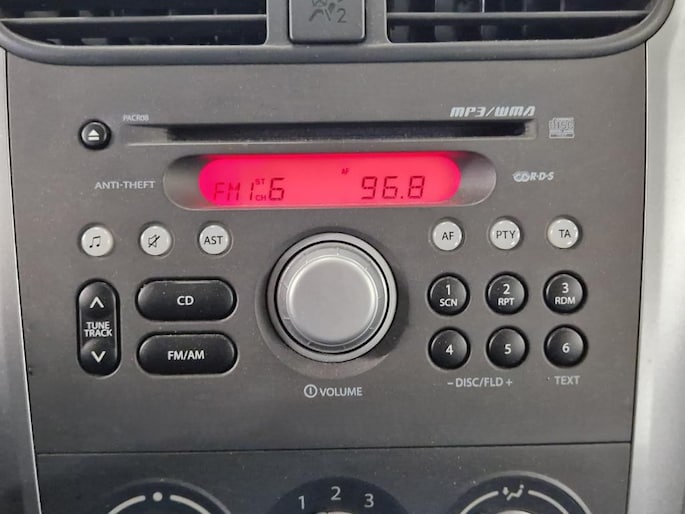 2
PACR08
MP3/WMA
DISC
ANTI-THEFT
FM1 ST CH 6 AF 96.8
R·D·S
AST
AF
PTY
TA
TUNE
TRACK
CD
FM/AM
1
SCN
2
RPT
3
RDM
4
5
6
VOLUME
– DISC/FLD +
TEXT
1 2 3